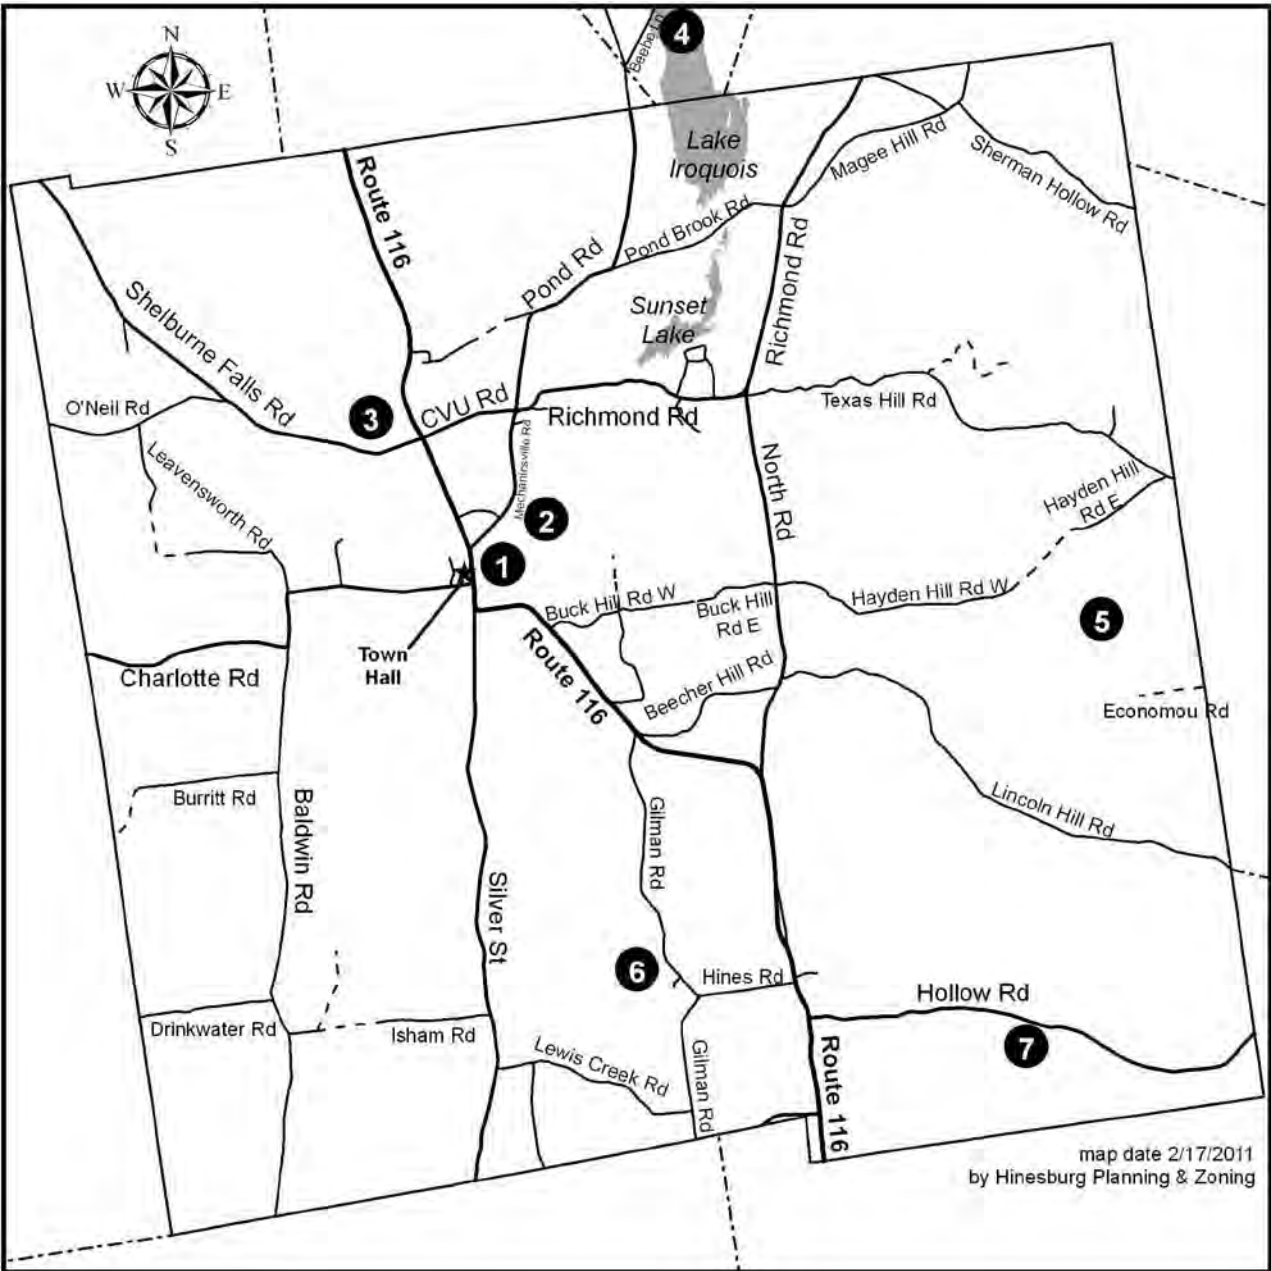 N
W
E
S
Beebe Ln
4
Route 116
Lake
Iroquois
Magee Hill Rd
Sherman Hollow Rd
Pond Brook Rd
Pond Rd
Richmond Rd
Shelburne Falls Rd
Sunset
Lake
O'Neil Rd
3
CVU Rd
Richmond Rd
Texas Hill Rd
Leavensworth Rd
Mechanicsville Rd
North Rd
Hayden Hill
Rd E
2
1
Buck Hill Rd W
Buck Hill
Rd E
Hayden Hill Rd W
5
Town
Hall
Charlotte Rd
Route 116
Beecher Hill Rd
Economou Rd
Burritt Rd
Baldwin Rd
Gilman Rd
Lincoln Hill Rd
Silver St
6
Hines Rd
Hollow Rd
Drinkwater Rd
Isham Rd
Lewis Creek Rd
Gilman Rd
Route 116
7
map date 2/17/2011
by Hinesburg Planning & Zoning